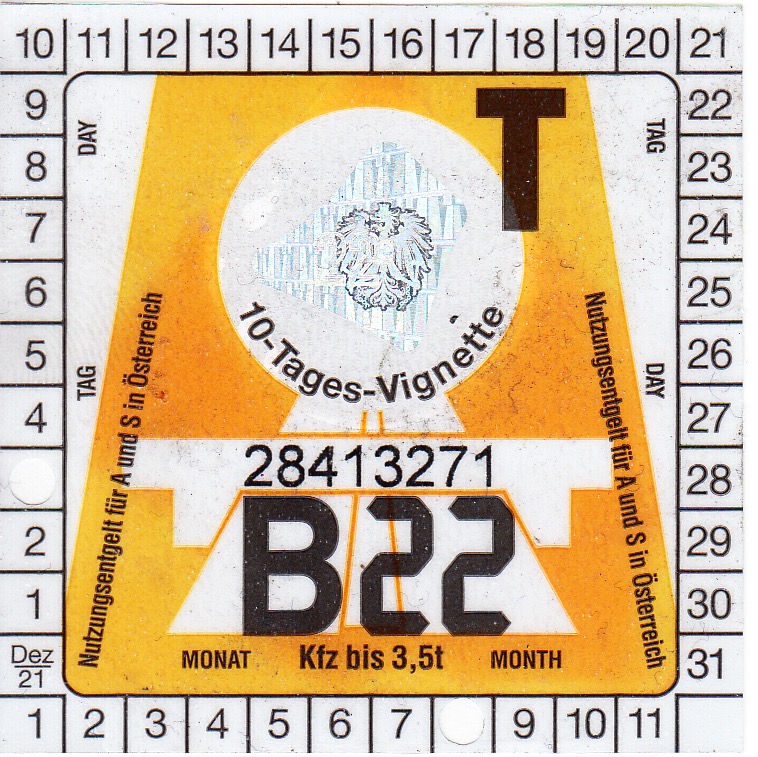 10 11 12 13 14 15 16 17 18 19 20 21
9
8
7
6
5
4
2
1
Dez
21
22
23
24
25
26
27
28
29
30
31
1 2 3 4 5 6 7 9 10 11
DAY
TAG
TAG
DAY
T
10-Tages-Vignette
Nutzungsentgelt für A und S in Österreich
Nutzungsentgelt für A und S in Österreich
28413271
B22
MONAT Kfz bis 3,5t MONTH